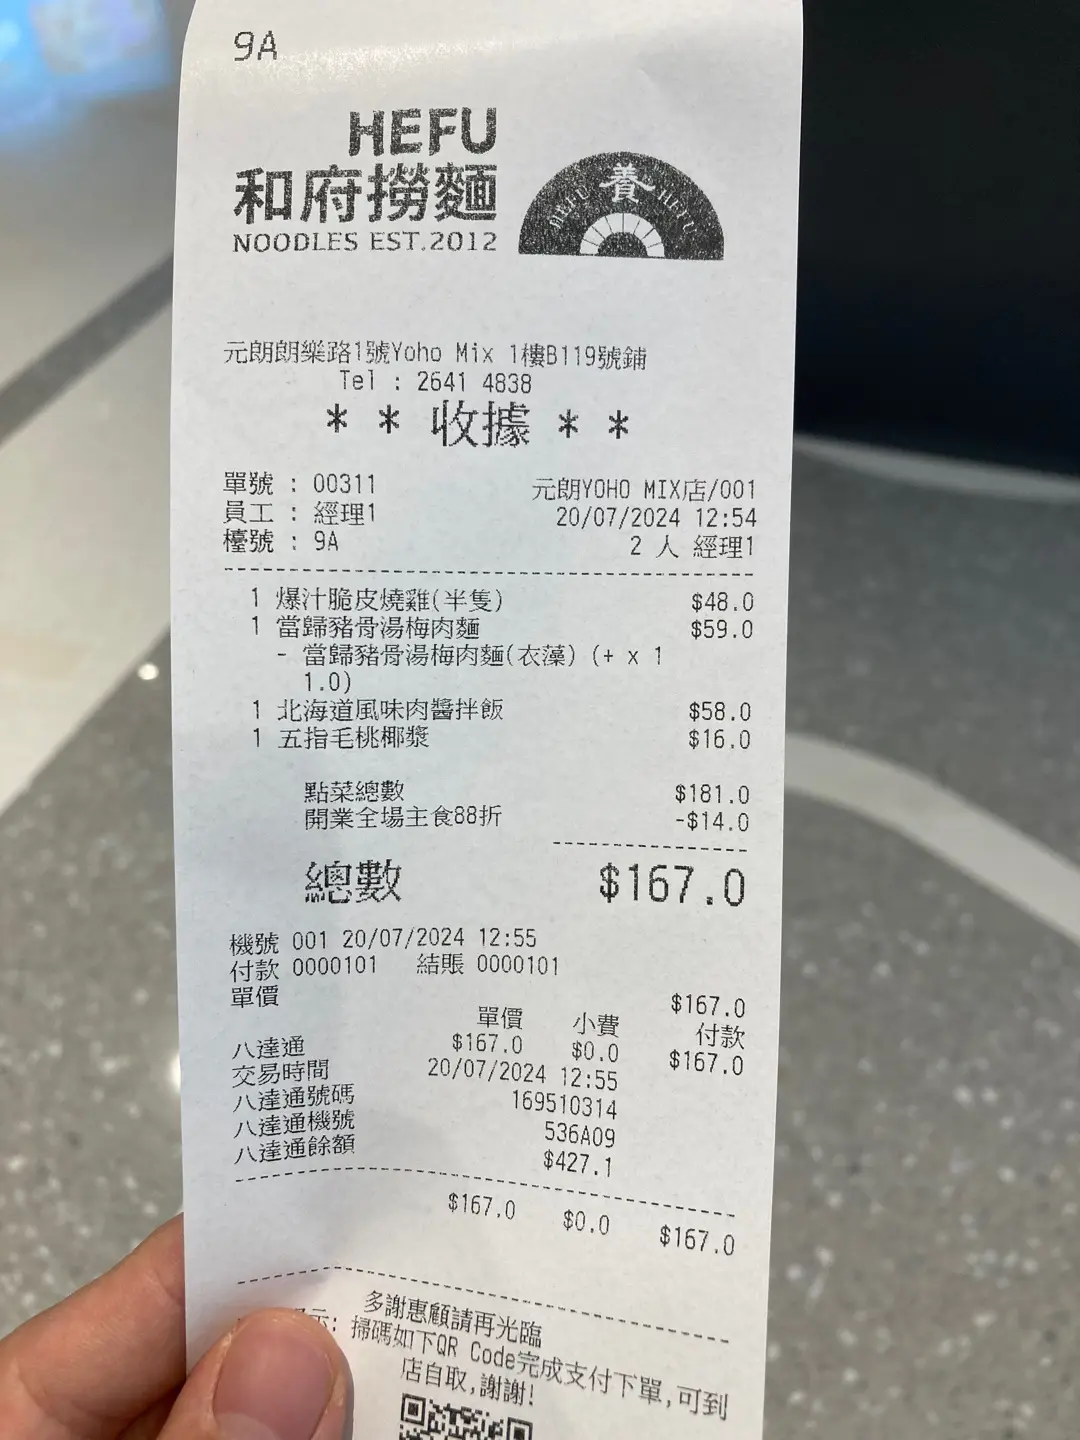 9A
HEFU
和府撈麵
NOODLES EST.2012
養
HEFU HEFU
元朗朗樂路1號Yoho Mix 1樓B119號鋪
Tel : 2641 4838
* * 收據 * *
單號 : 00311 元朗YOHO MIX店/001
員工 : 經理1 20/07/2024 12:54
檯號 : 9A 2 人 經理1
1 爆汁脆皮燒雞(半隻) $48.0
1 當歸豬骨湯梅肉麵 $59.0
- 當歸豬骨湯梅肉麵(衣藻) (+ x 1
1.0)
1 北海道風味肉醬拌飯 $58.0
1 五指毛桃椰漿 $16.0
點菜總數 $181.0
開業全場主食88折 -$14.0
總數 $167.0
機號 001 20/07/2024 12:55
付款 0000101 結賬 0000101
單價 $167.0
單價 小費 付款
八達通 $167.0 $0.0 $167.0
交易時間 20/07/2024 12:55
八達通號碼 169510314
八達通機號 536A09
八達通餘額 $427.1
$167.0 $0.0 $167.0
多謝惠顧請再光臨
示: 掃碼如下QR Code完成支付下單,可到
店自取,謝謝!